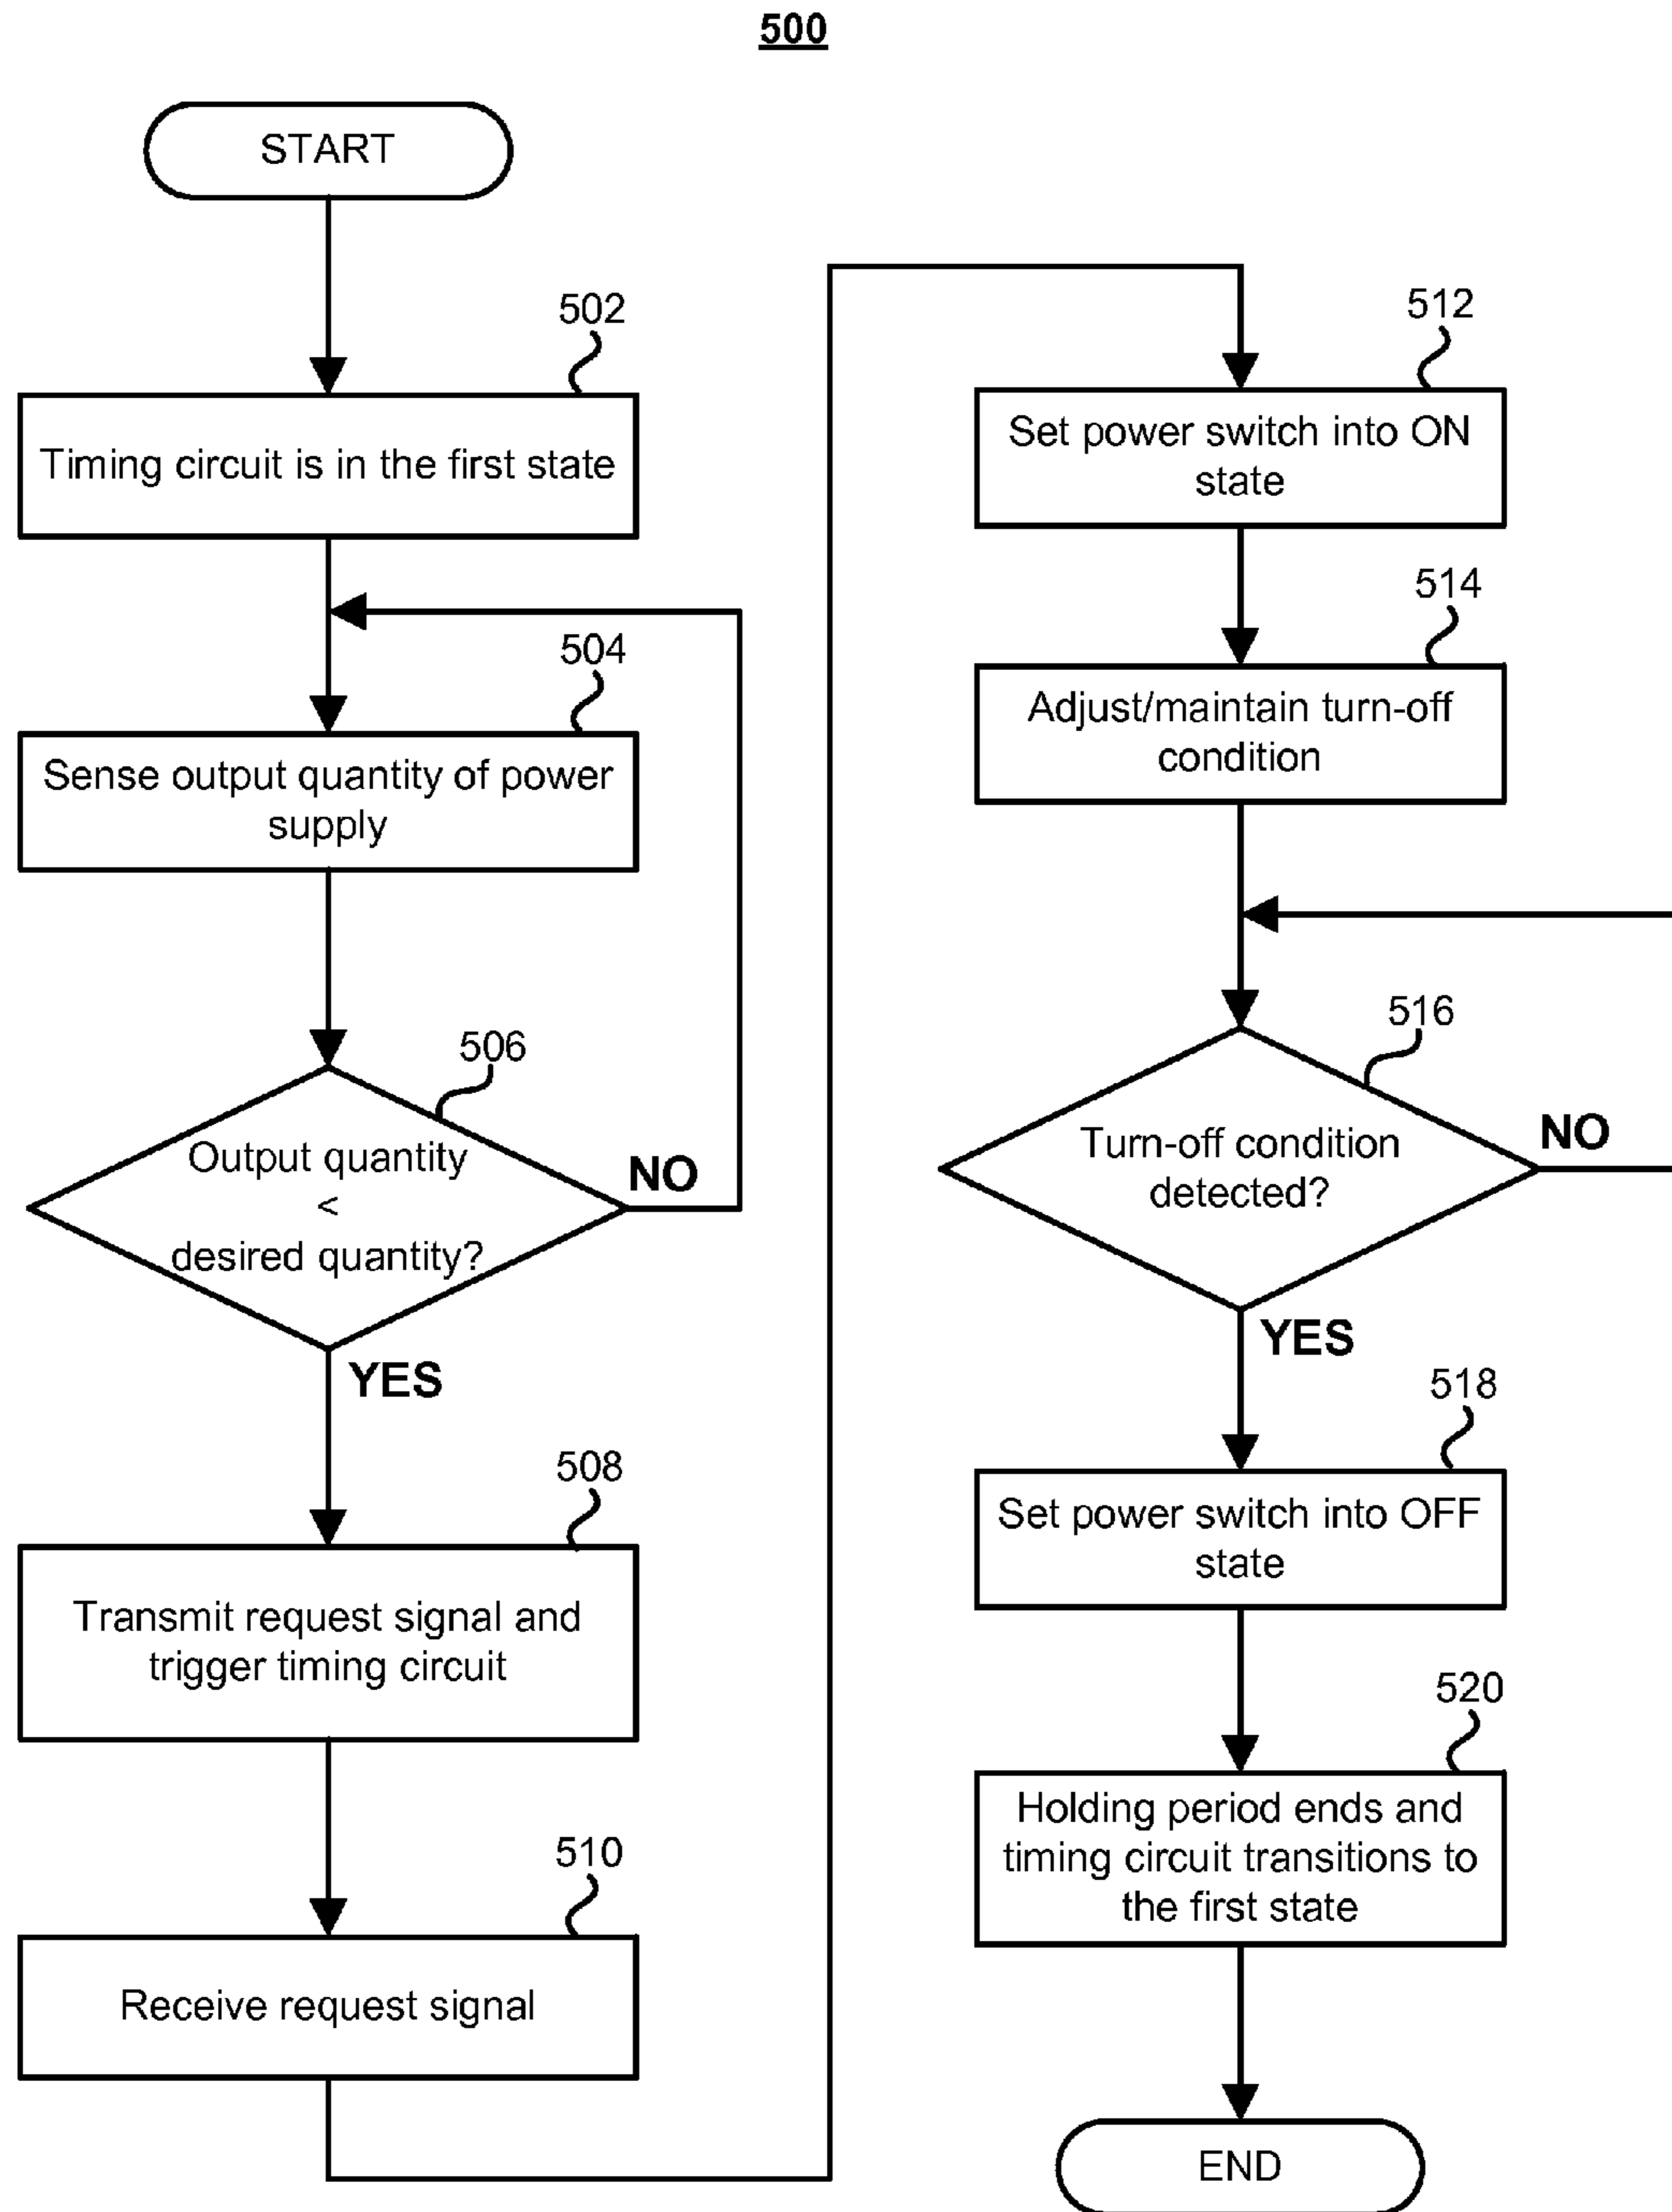 500
START
502
Timing circuit is in the first state
504
Sense output quantity of power
supply
506
Output quantity
<
desired quantity?
NO
YES
508
Transmit request signal and
trigger timing circuit
510
Receive request signal
512
Set power switch into ON
state
514
Adjust/maintain turn-off
condition
516
Turn-off condition
detected?
NO
YES
518
Set power switch into OFF
state
520
Holding period ends and
timing circuit transitions to
the first state
END